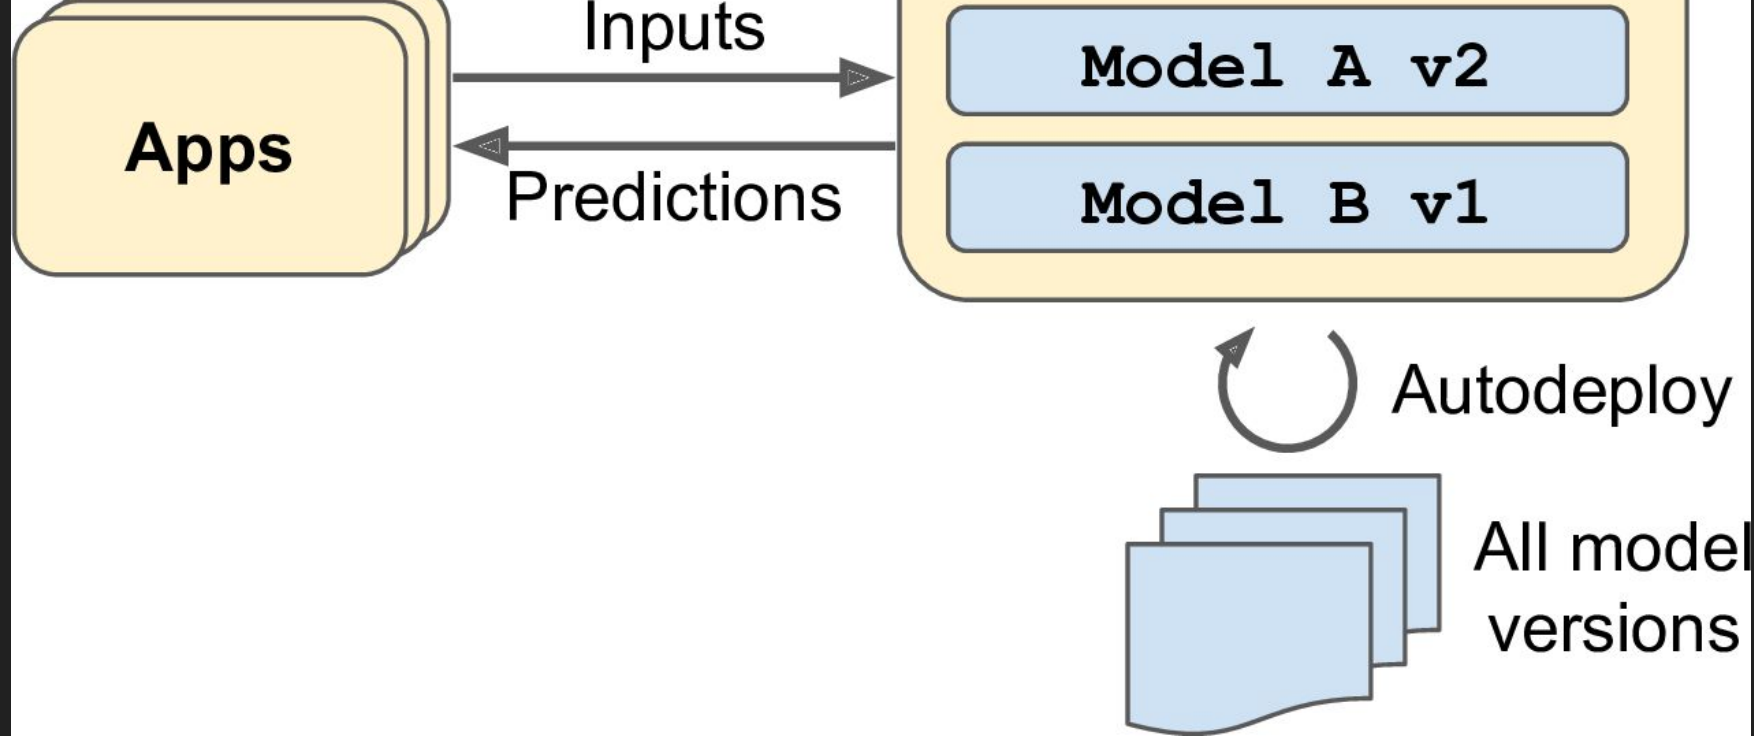 Inputs
Model A v2
Apps
Predictions
Model B v1
Autodeploy
All model
versions